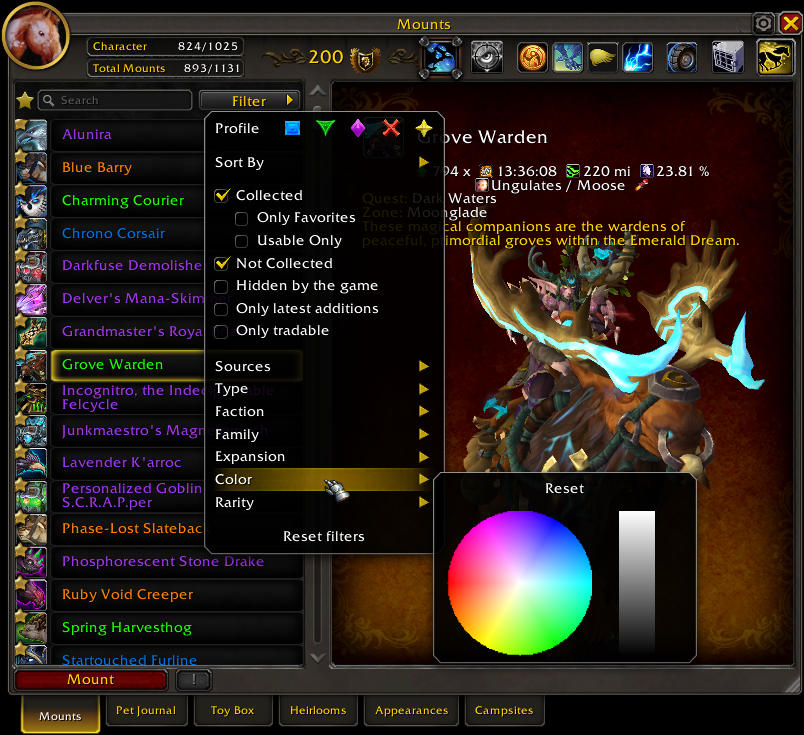 Mounts
Character 824/1025
Total Mounts 893/1131
200
Search
Filter
Alunira
Blue Barry
Charming Courier
Chrono Corsair
Darkfuse Demolishe
Delver's Mana-Skim
Grandmaster's Roya
Grove Warden
Incognitro, the Indec
Felcycle
Junkmaestro's Mag
Lavender K'arroc
Personalized Goblin
S.C.R.A.P.per
Phase-Lost Slateback
Phosphorescent Stone Drake
Ruby Void Creeper
Spring Harvesthog
Startouched Furline
Profile
Sort By
Collected
Only Favorites
Usable Only
Not Collected
Hidden by the game
Only latest additions
Only tradable
Sources
Type
Faction
Family
Expansion
Color
Rarity
Reset filters
Grove Warden
794 x 13:36:08 220 mi 23.81 %
Ungulates / Moose
Quest: Dark Waters
Zone: Moonglade
These magical companions are the wardens of
peaceful, primordial groves within the Emerald Dream.
Reset
Mount
!
Mounts
Pet Journal
Toy Box
Heirlooms
Appearances
Campsites